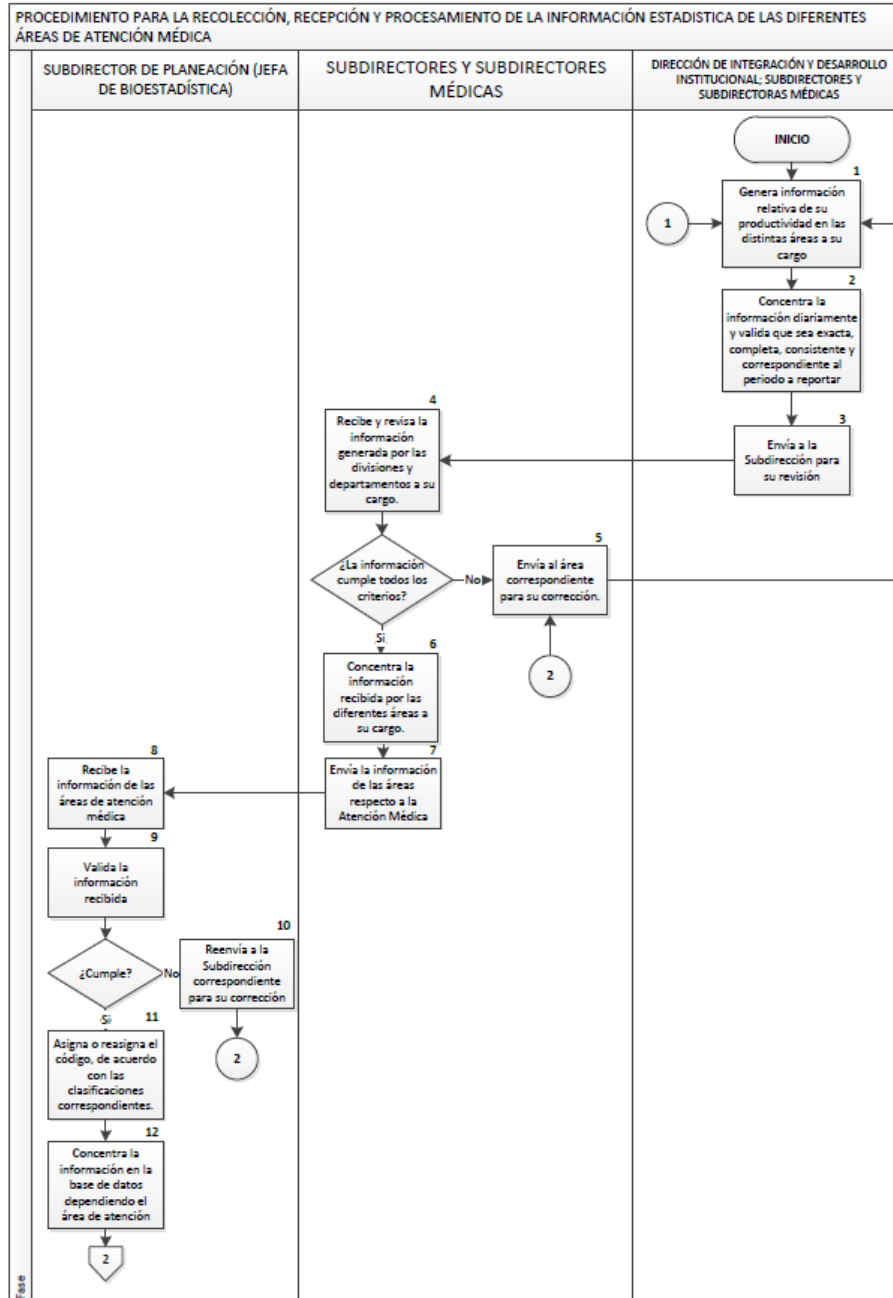 PROCEDIMIENTO PARA LA RECOLECCIÓN, RECEPCIÓN Y PROCESAMIENTO DE LA INFORMACIÓN ESTADISTICA DE LAS DIFERENTES
ÁREAS DE ATENCIÓN MÉDICA
SUBDIRECTOR DE PLANEACIÓN (JEFA
DE BIOESTADÍSTICA)
SUBDIRECTORES Y SUBDIRECTORES
MÉDICAS
DIRECCIÓN DE INTEGRACIÓN Y DESARROLLO
INSTITUCIONAL; SUBDIRECTORES Y
SUBDIRECTORAS MÉDICAS
INICIO
1
Genera información
relativa de su
productividad en las
distintas áreas a su
cargo
1
2
Concentra la
información diariamente
y valida que sea exacta,
completa, consistente y
correspondiente al
periodo a reportar
3
Envía a la
Subdirección para
su revisión
4
Recibe y revisa la
información
generada por las
divisiones y
departamentos a su
cargo.
¿La información
cumple todos los
criterios?
No
5
Envía al área
correspondiente
para su corrección.
2
Si
6
Concentra la
información
recibida por las
diferentes áreas a
su cargo.
7
Envía la información
de las áreas
respecto a la
Atención Médica
8
Recibe la
información de las
áreas de atención
médica
9
Valida la
información
recibida
¿Cumple?
No
10
Reenvía a la
Subdirección
correspondiente
para su corrección
2
Si
11
Asigna o reasigna el
código, de acuerdo
con las
clasificaciones
correspondientes.
12
Concentra la
información en la
base de datos
dependiendo el
área de atención
2
Fase